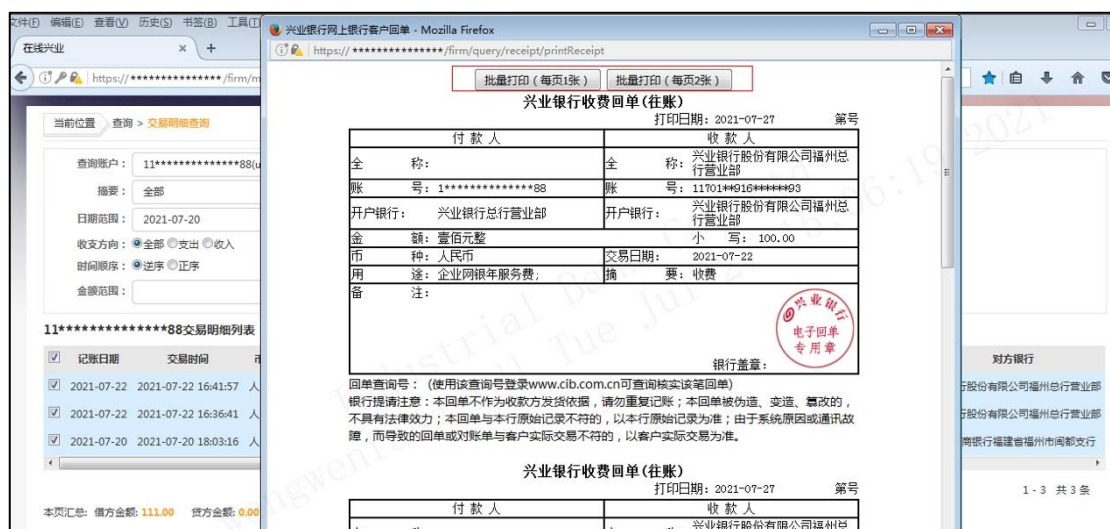 文件(F) 编辑(E) 查看(V) 历史(S) 书签(B) 工具(T)
在线兴业 × +
https://***************/firm/m
当前位置 查询 > 交易明细查询
查询账户： 11**************88(u
摘要： 全部
日期范围： 2021-07-20
收支方向： 全部 支出 收入
时间顺序： 逆序 正序
金额范围：
11**************88交易明细列表
记账日期 交易时间 币
2021-07-22 2021-07-22 16:41:57 人
2021-07-22 2021-07-22 16:36:41 人
2021-07-20 2021-07-20 18:03:16 人
本页汇总: 借方金额: 111.00 贷方金额: 0.00
兴业银行网上银行客户回单 - Mozilla Firefox
https://***************/firm/query/receipt/printReceipt
批量打印（每页1张） 批量打印（每页2张）
兴业银行收费回单(往账)
打印日期：2021-07-27 第号
付 款 人 收 款 人
全 称： 全 称： 兴业银行股份有限公司福州总
行营业部
账 号：1***************88 账 号：11701**916******93
开户银行： 兴业银行总行营业部 开户银行： 兴业银行股份有限公司福州总
行营业部
金 額：壹佰元整 小 写：100.00
币 种：人民币 交易日期： 2021-07-22
用 途：企业网银年服务费; 摘 要：收费
备 注：
兴业银行
电子回单
专用章
银行盖章：
回单查询号：（使用该查询号登录www.cib.com.cn可查询核实该笔回单)
银行提请注意：本回单不作为收款方发货依据，请勿重复记账；本回单被伪造、变造、篡改的，
不具有法律效力；本回单与本行原始记录不符的，以本行原始记录为准；由于系统原因或通讯故
障，而导致的回单或对账单与客户实际交易不符的，以客户实际交易为准。
兴业银行收费回单(往账)
打印日期：2021-07-27 第号
付 款 人 收 款 人
兴业银行股份有限公司福州总
对方银行
行股份有限公司福州总行营业部
行股份有限公司福州总行营业部
商银行福建省福州市闽都支行
1 - 3 共 3 条